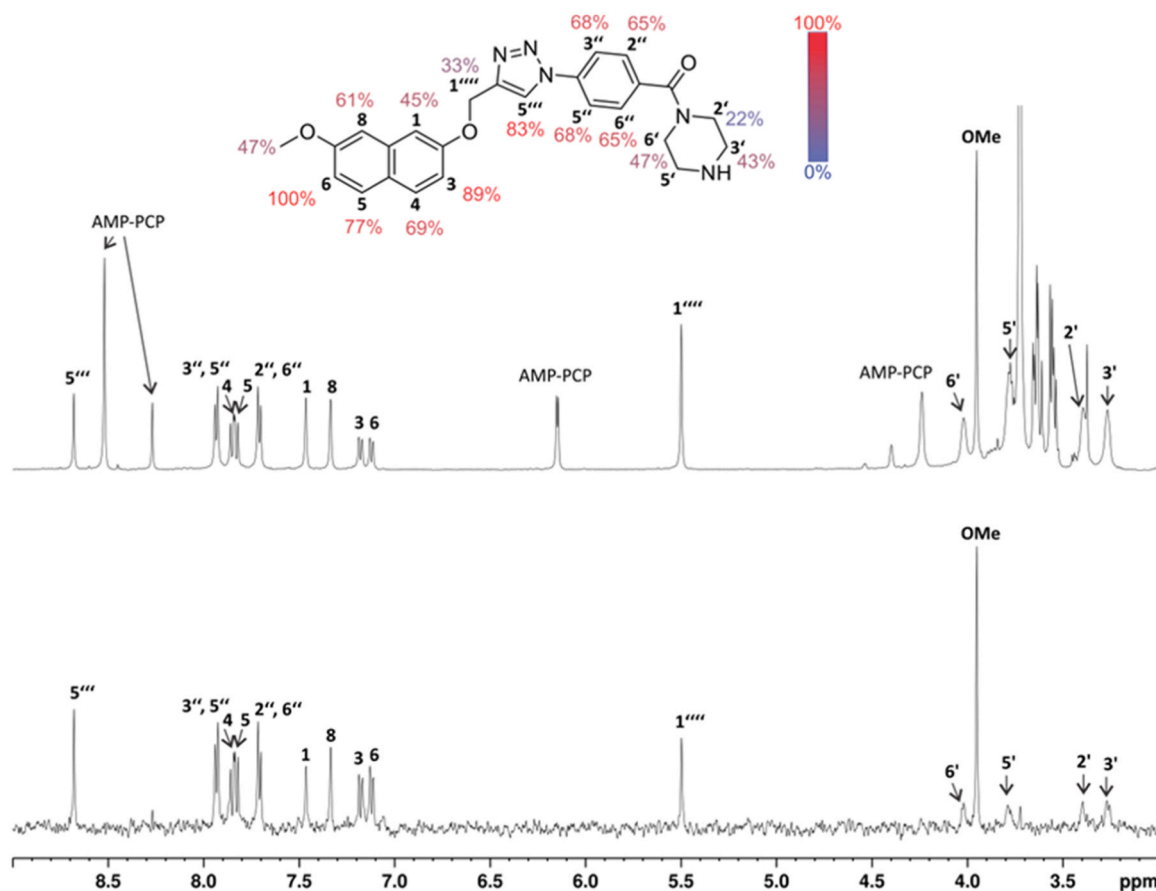 68% 65% 100%
3‘‘ 2‘‘
N N O
33% N
1‘‘‘‘ N
61% 45% 5‘‘‘ 5‘‘ 6‘‘ N 2‘
8 1 83% 68% 65% 6‘ 22%
47% O O 3‘
47% NH 43%
6 3 5‘ 0%
100% 5 4 89%
77% 69%
OMe
AMP-PCP
1‘‘‘‘
5‘‘‘ 3‘‘, 5‘‘ 4 5 2‘‘, 6‘‘ 1 8 3 6
AMP-PCP AMP-PCP
6' 5' 2' 3'
OMe
5‘‘‘ 3‘‘, 5‘‘ 4 5 2‘‘, 6‘‘ 1 8 3 6
1‘‘‘‘
6' 5' 2' 3'
8.5 8.0 7.5 7.0 6.5 6.0 5.5 5.0 4.5 4.0 3.5 ppm